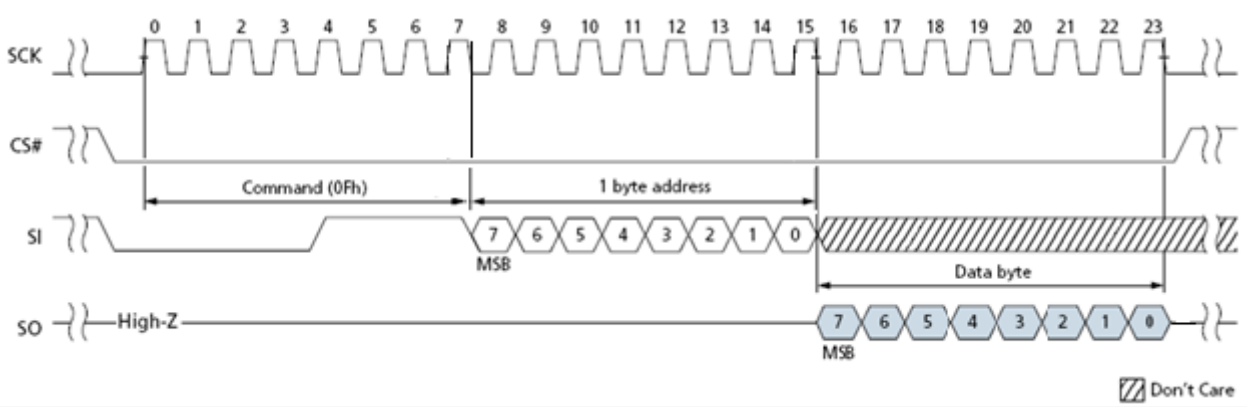 0 1 2 3 4 5 6 7 8 9 10 11 12 13 14 15 16 17 18 19 20 21 22 23
SCK
CS#
Command (0Fh) 1 byte address
SI 7 6 5 4 3 2 1 0
MSB
Data byte
SO High-Z 7 6 5 4 3 2 1 0
MSB
Don't Care